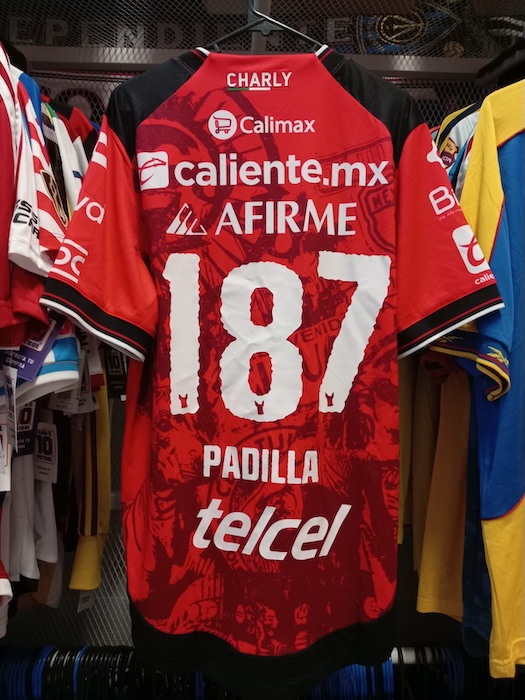 CHARLY
Calimax
caliente.mx
AFIRME
187
PADILLA
telcel